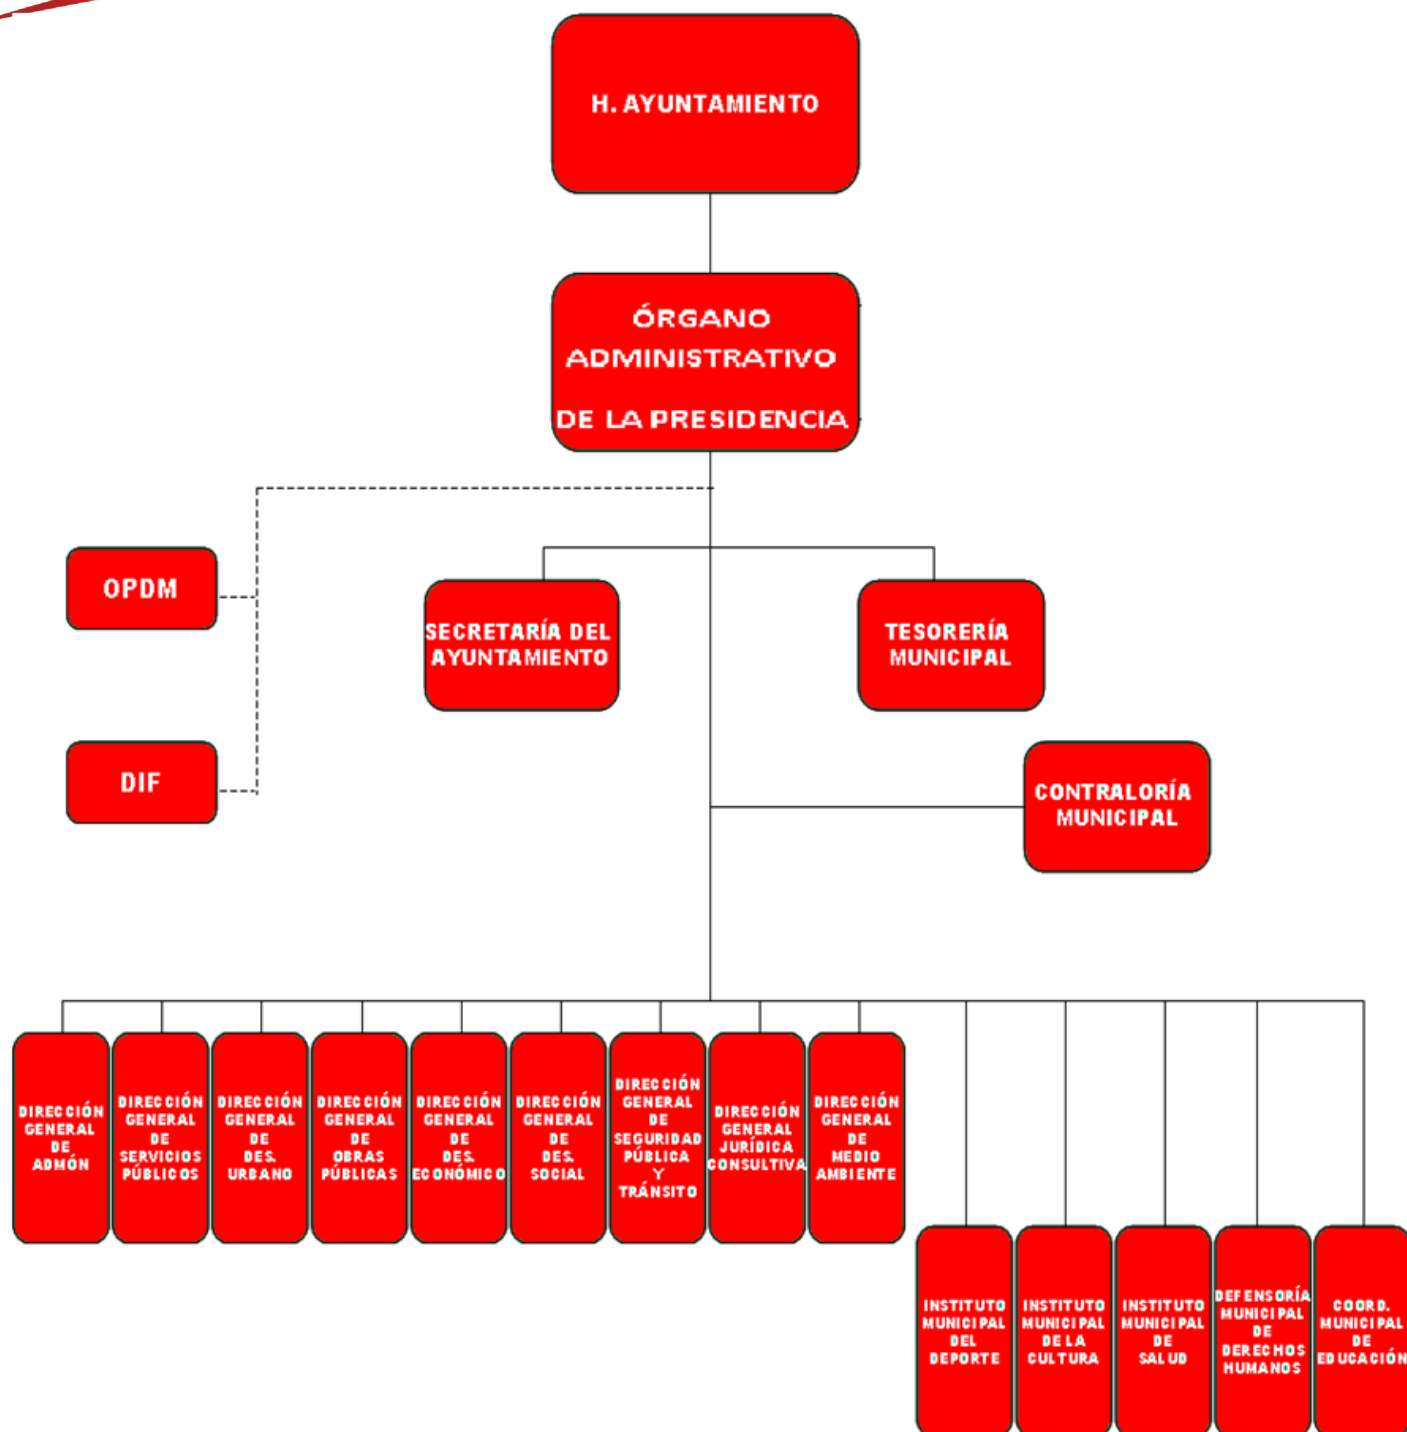 H. AYUNTAMIENTO
ÓRGANO
ADMINISTRATIVO
DE LA PRESIDENCIA
OPDM
SECRETARÍA DEL
AYUNTAMIENTO
TESORERÍA
MUNICIPAL
DIF
CONTRALORÍA
MUNICIPAL
DIRECCIÓN
GENERAL
DE
ADMÓN
DIRECCIÓN
GENERAL
DE
SERVICIOS
PÚBLICOS
DIRECCIÓN
GENERAL
DE
DES.
URBANO
DIRECCIÓN
GENERAL
DE
OBRAS
PÚBLICAS
DIRECCIÓN
GENERAL
DE
DES.
ECONÓMICO
DIRECCIÓN
GENERAL
DE
DES.
SOCIAL
DIRECCIÓN
GENERAL
DE
SEGURIDAD
PÚBLICA
Y
TRÁNSITO
DIRECCIÓN
GENERAL
JURÍDICA
CONSULTIVA
DIRECCIÓN
GENERAL
DE
MEDIO
AMBIENTE
INSTITUTO
MUNICIPAL
DEL
DEPORTE
INSTITUTO
MUNICIPAL
DE LA
CULTURA
INSTITUTO
MUNICIPAL
DE
SALUD
DEFENSORÍA
MUNICIPAL
DE
DERECHOS
HUMANOS
COORD.
MUNICIPAL
DE
EDUCACIÓN